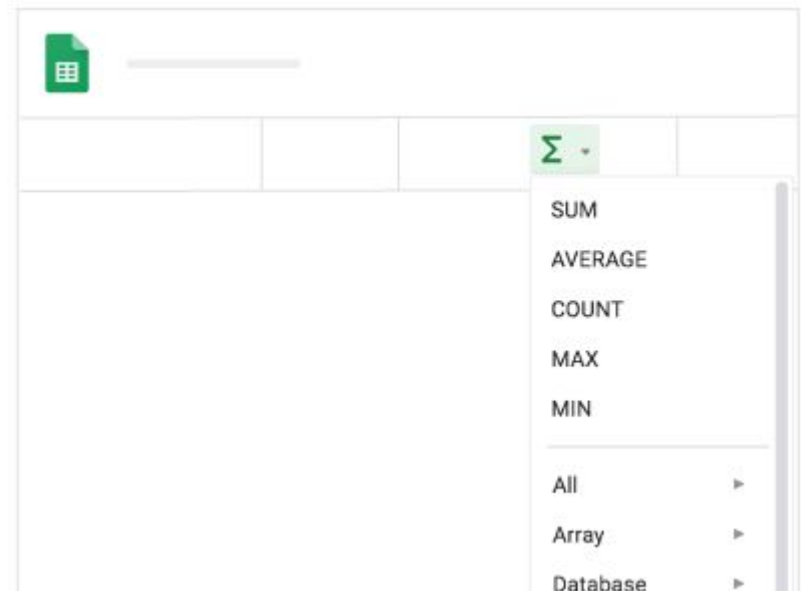 Σ
SUM
AVERAGE
COUNT
MAX
MIN
All
Array
Database